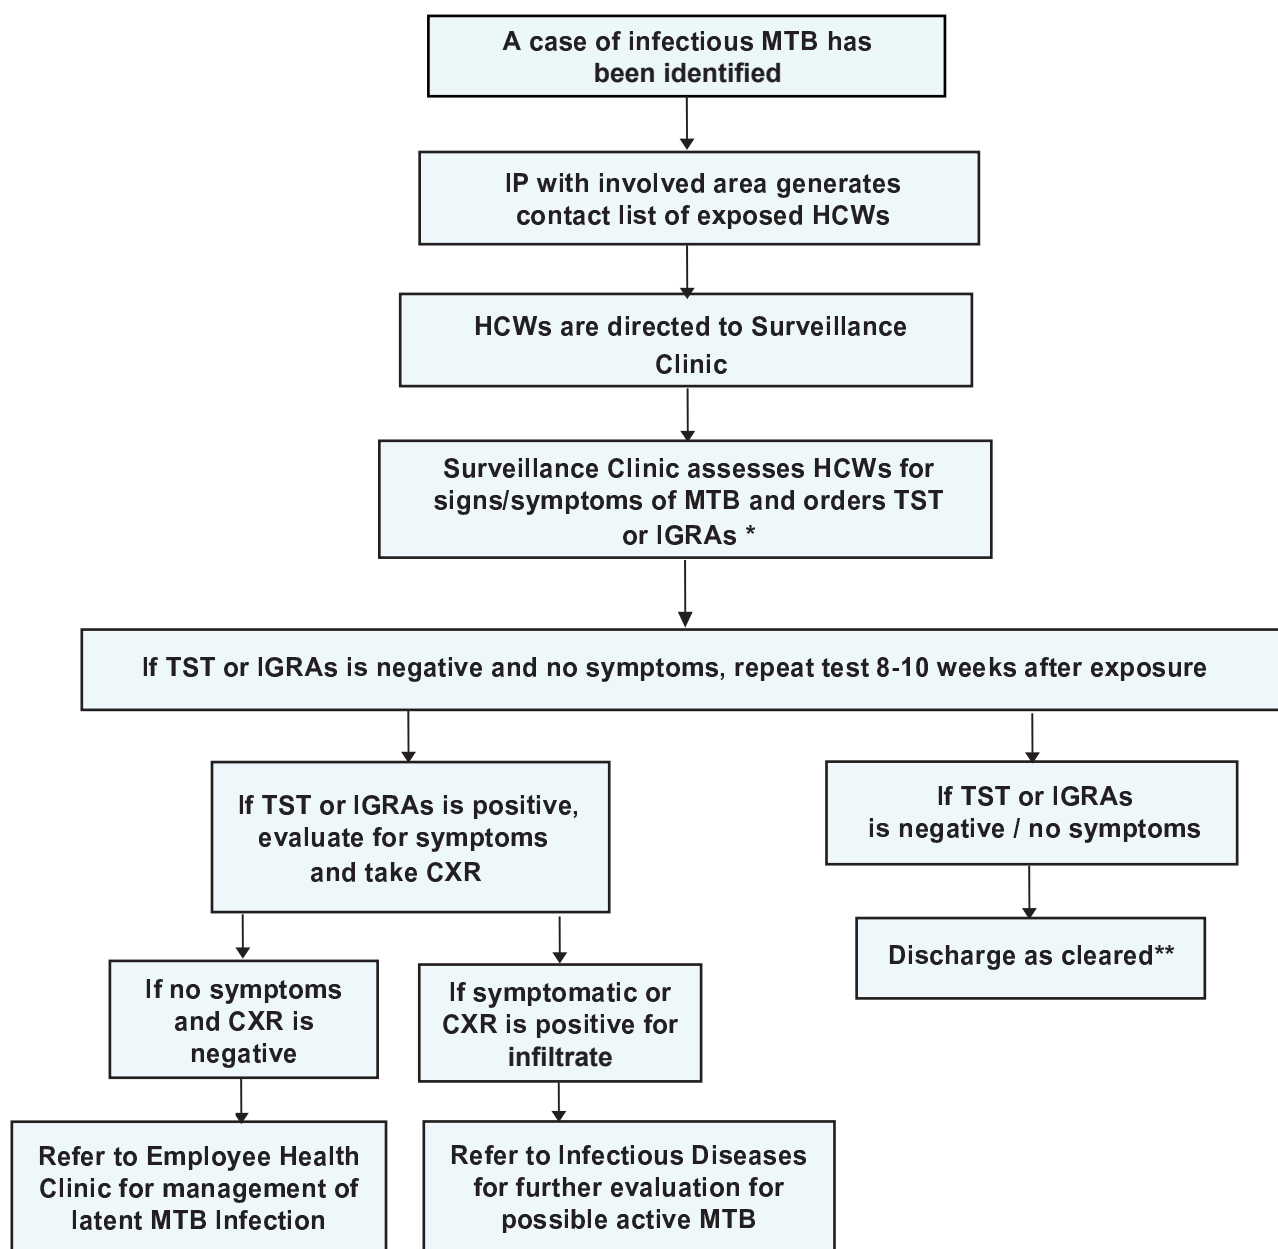 A case of infectious MTB has
been identified
IP with involved area generates
contact list of exposed HCWs
HCWs are directed to Surveillance
Clinic
Surveillance Clinic assesses HCWs for
signs/symptoms of MTB and orders TST
or IGRAs *
If TST or IGRAs is negative and no symptoms, repeat test 8-10 weeks after exposure
If TST or IGRAs is positive,
evaluate for symptoms
and take CXR
If TST or IGRAs
is negative / no symptoms
Discharge as cleared**
If no symptoms
and CXR is
negative
If symptomatic or
CXR is positive for
infiltrate
Refer to Employee Health
Clinic for management of
latent MTB Infection
Refer to Infectious Diseases
for further evaluation for
possible active MTB